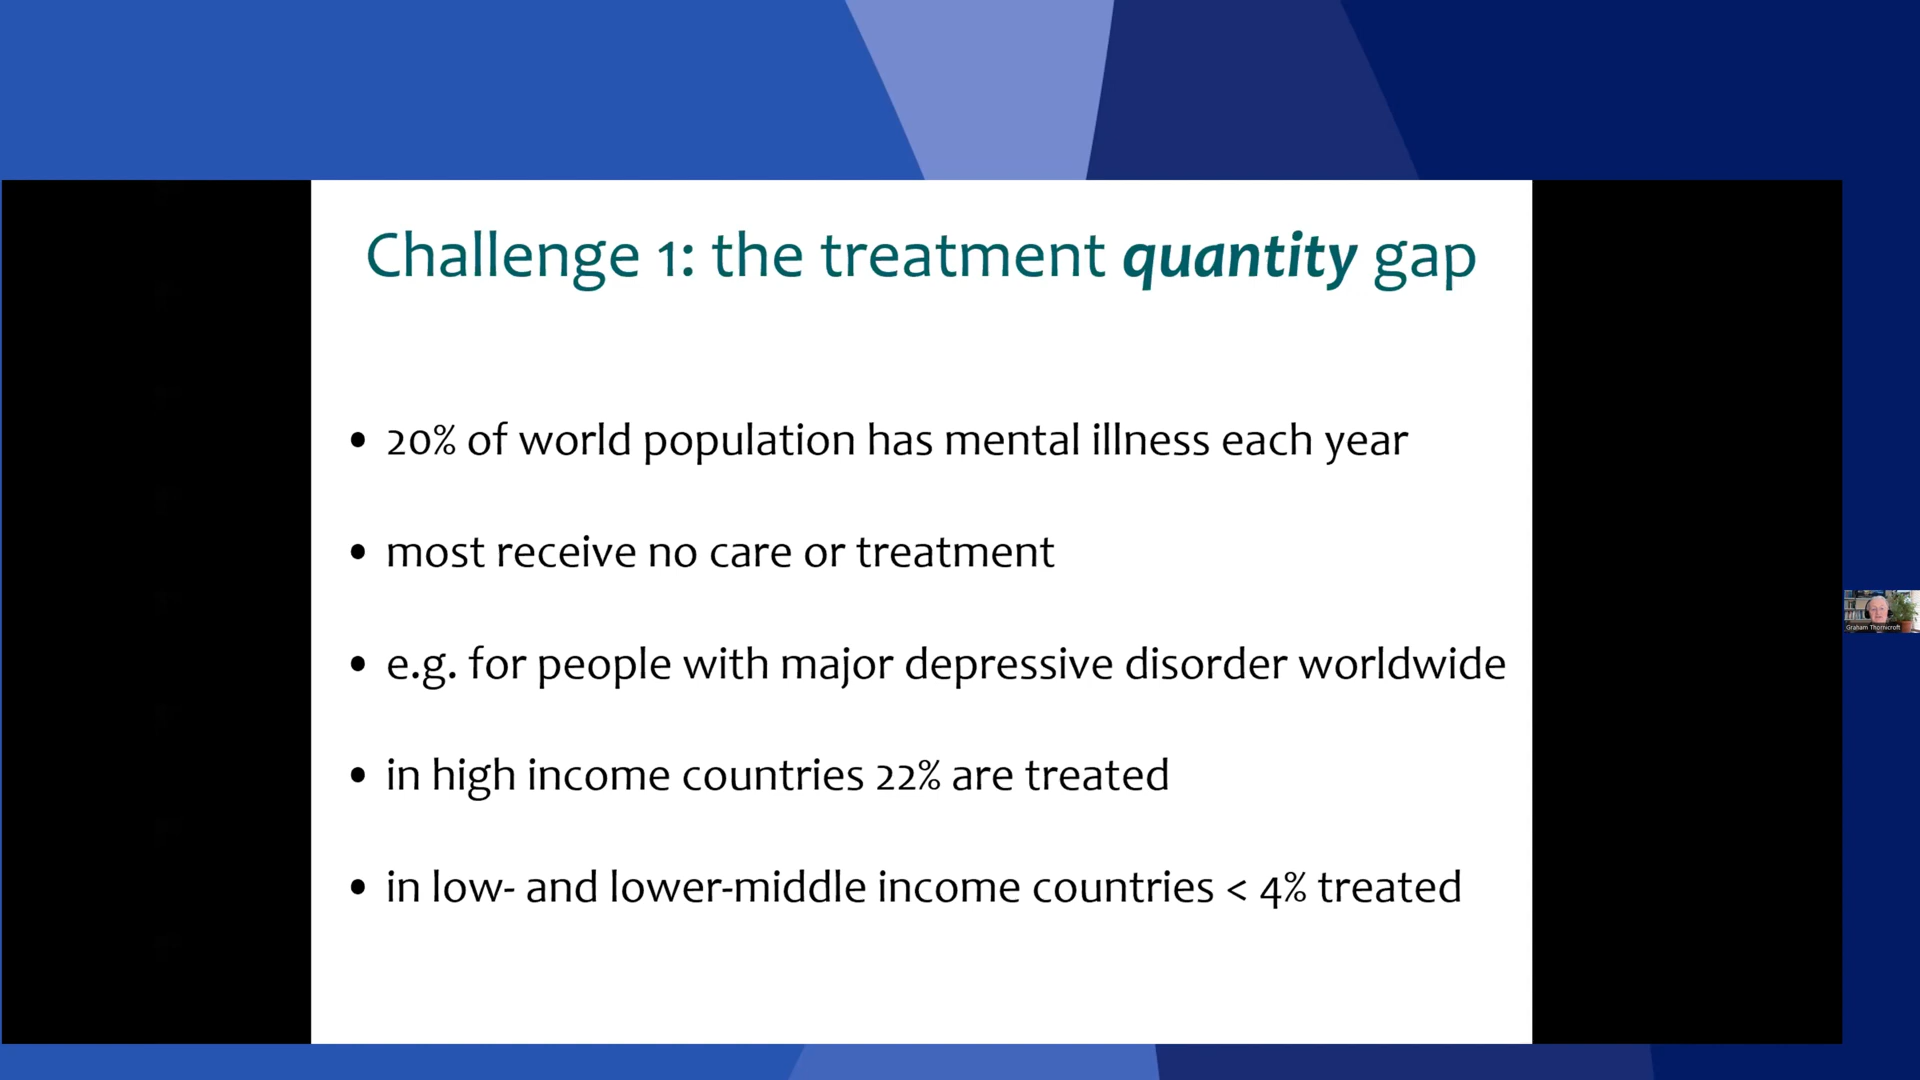 Challenge 1: the treatment quantity gap
• 20% of world population has mental illness each year
• most receive no care or treatment
• e.g. for people with major depressive disorder worldwide
• in high income countries 22% are treated
• in low- and lower-middle income countries < 4% treated
Graham Thornicroft